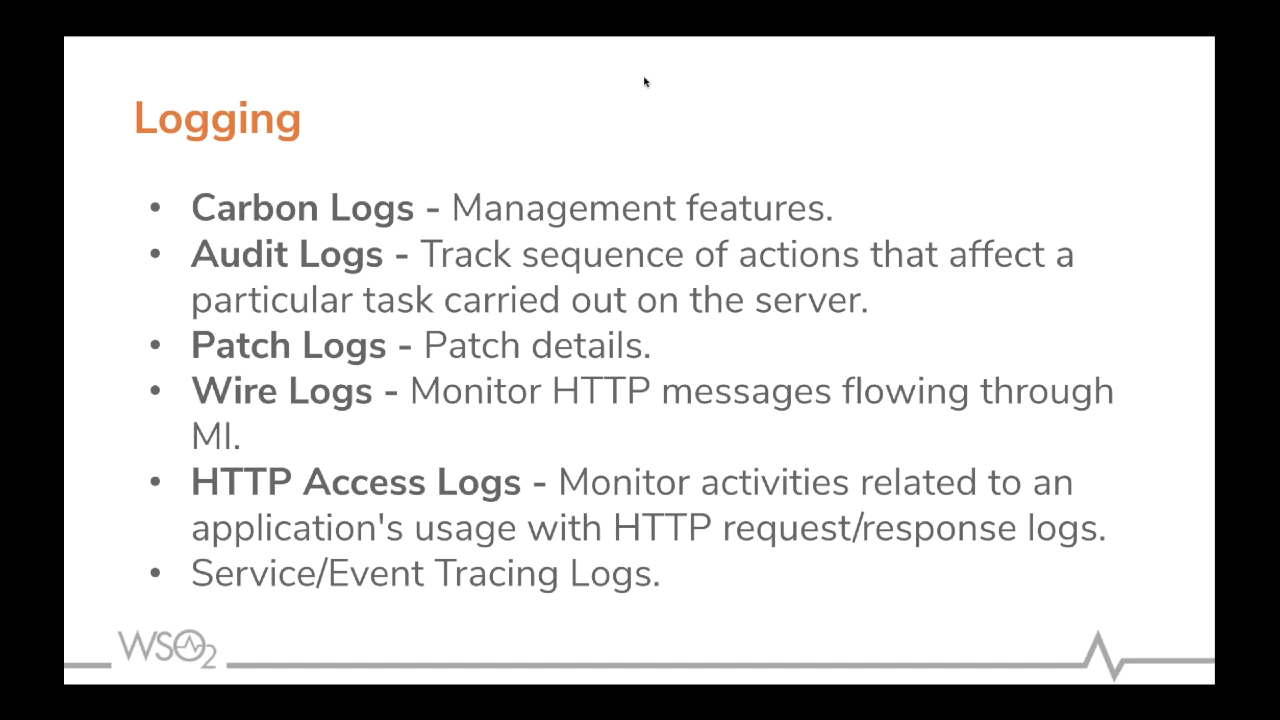 Logging
• Carbon Logs - Management features.
• Audit Logs - Track sequence of actions that affect a
particular task carried out on the server.
• Patch Logs - Patch details.
• Wire Logs - Monitor HTTP messages flowing through
MI.
• HTTP Access Logs - Monitor activities related to an
application's usage with HTTP request/response logs.
• Service/Event Tracing Logs.
WSO2